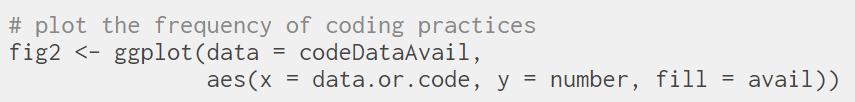 # plot the frequency of coding practices
fig2 <- ggplot(data = codeDataAvail,
               aes(x = data.or.code, y = number, fill = avail))